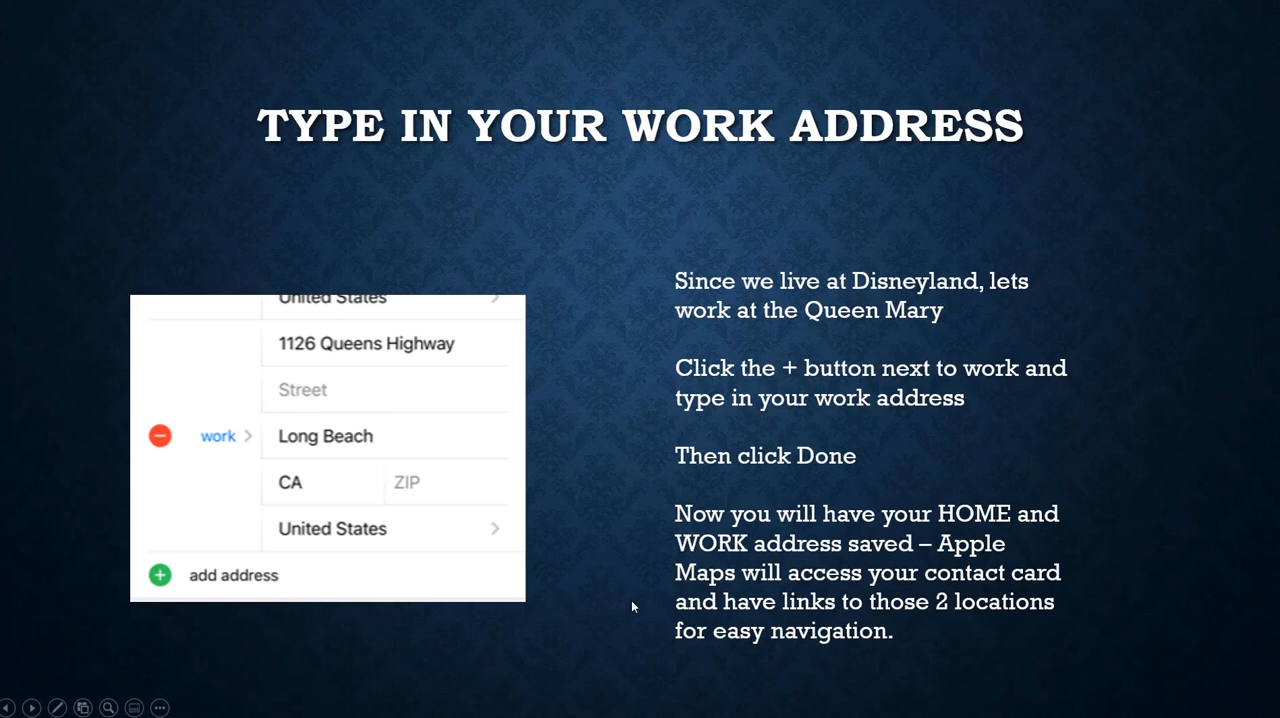 TYPE IN YOUR WORK ADDRESS
United States
1126 Queens Highway
Street
work
Long Beach
CA ZIP
United States
add address
Since we live at Disneyland, lets
work at the Queen Mary
Click the + button next to work and
type in your work address
Then click Done
Now you will have your HOME and
WORK address saved – Apple
Maps will access your contact card
and have links to those 2 locations
for easy navigation.